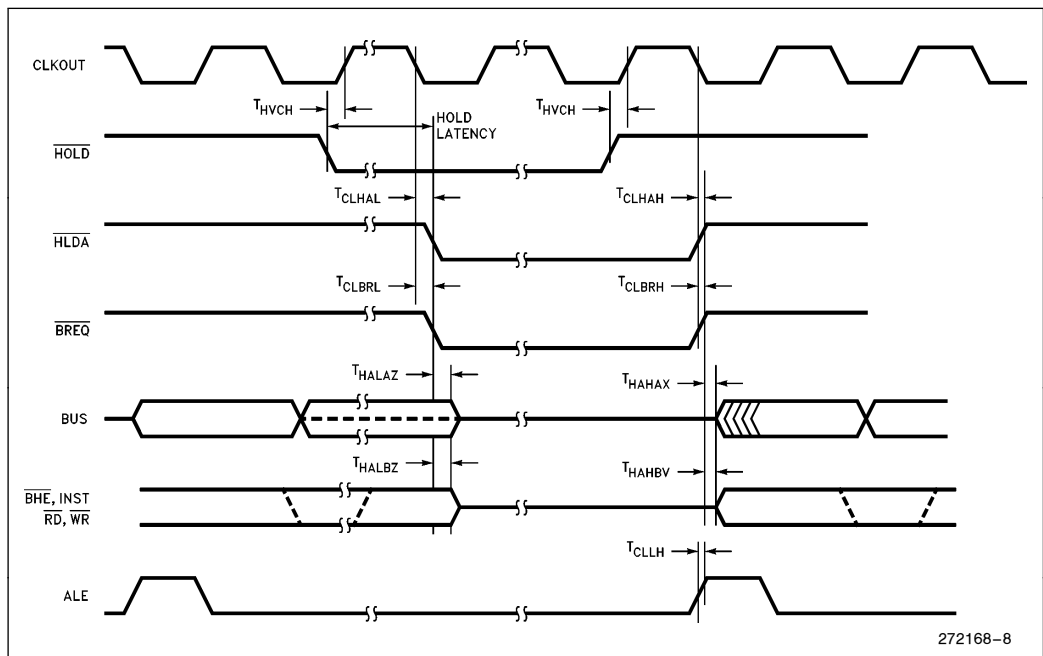 CLKOUT
THVCH
HOLD
LATENCY
THVCH
HOLD
TCLHAL
TCLHAH
HLDA
TCLBRL
TCLBRH
BREQ
THALAZ
THAHAX
BUS
THALBZ
THAHBV
BHE, INST
RD, WR
TCLLH
ALE
272168–8